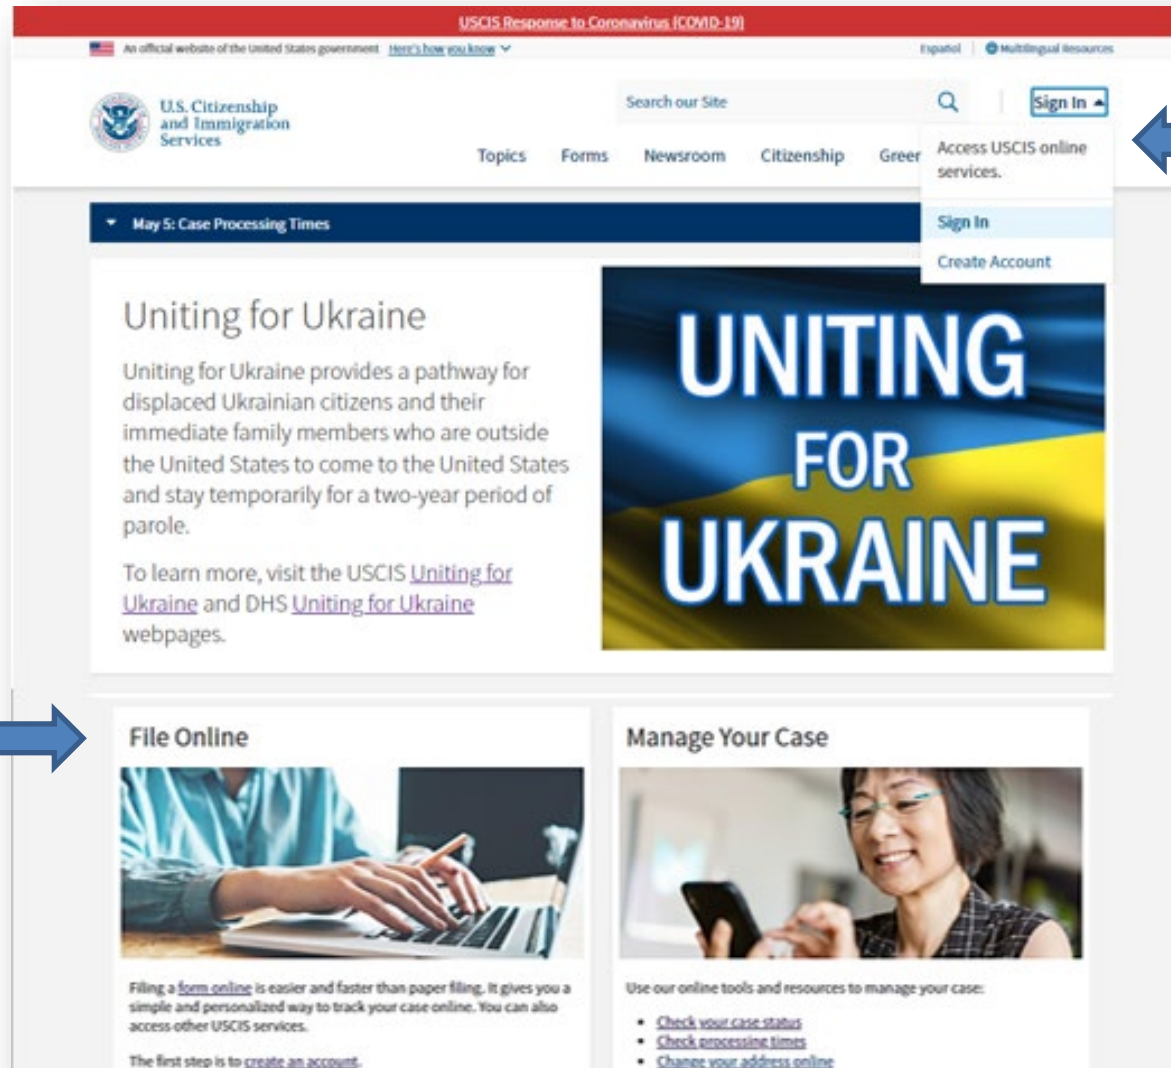 USCIS Response to Coronavirus (COVID-19)
An official website of the United States government Here's how you know
Español
Multilingual Resources
U.S. Citizenship
and Immigration
Services
Search our Site
Sign In
Topics
Forms
Newsroom
Citizenship
Greer
Access USCIS online
services.
Sign In
Create Account
May 5: Case Processing Times
Uniting for Ukraine
Uniting for Ukraine provides a pathway for
displaced Ukrainian citizens and their
immediate family members who are outside
the United States to come to the United States
and stay temporarily for a two-year period of
parole.
To learn more, visit the USCIS Uniting for
Ukraine and DHS Uniting for Ukraine
webpages.
UNITING
FOR
UKRAINE
File Online
Filing a form online is easier and faster than paper filing. It gives you a
simple and personalized way to track your case online. You can also
access other USCIS services.
The first step is to create an account.
Manage Your Case
Use our online tools and resources to manage your case:
• Check your case status
• Check processing times
• Change your address online